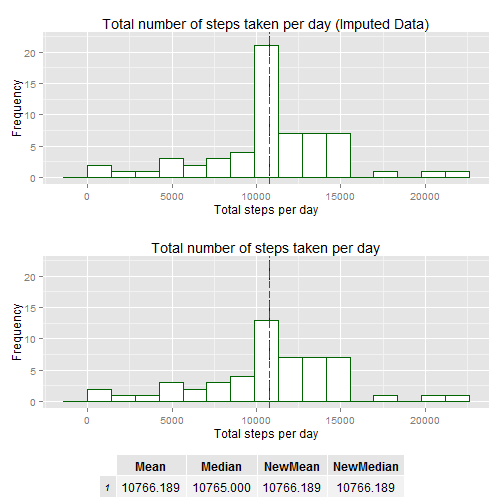 Total number of steps taken per day (Imputed Data)
20
15
10
5
0
Frequency
0 5000 10000 15000 20000
Total steps per day
Total number of steps taken per day
20
15
10
5
0
Frequency
0 5000 10000 15000 20000
Total steps per day
Mean Median NewMean NewMedian
1 10766.189 10765.000 10766.189 10766.189